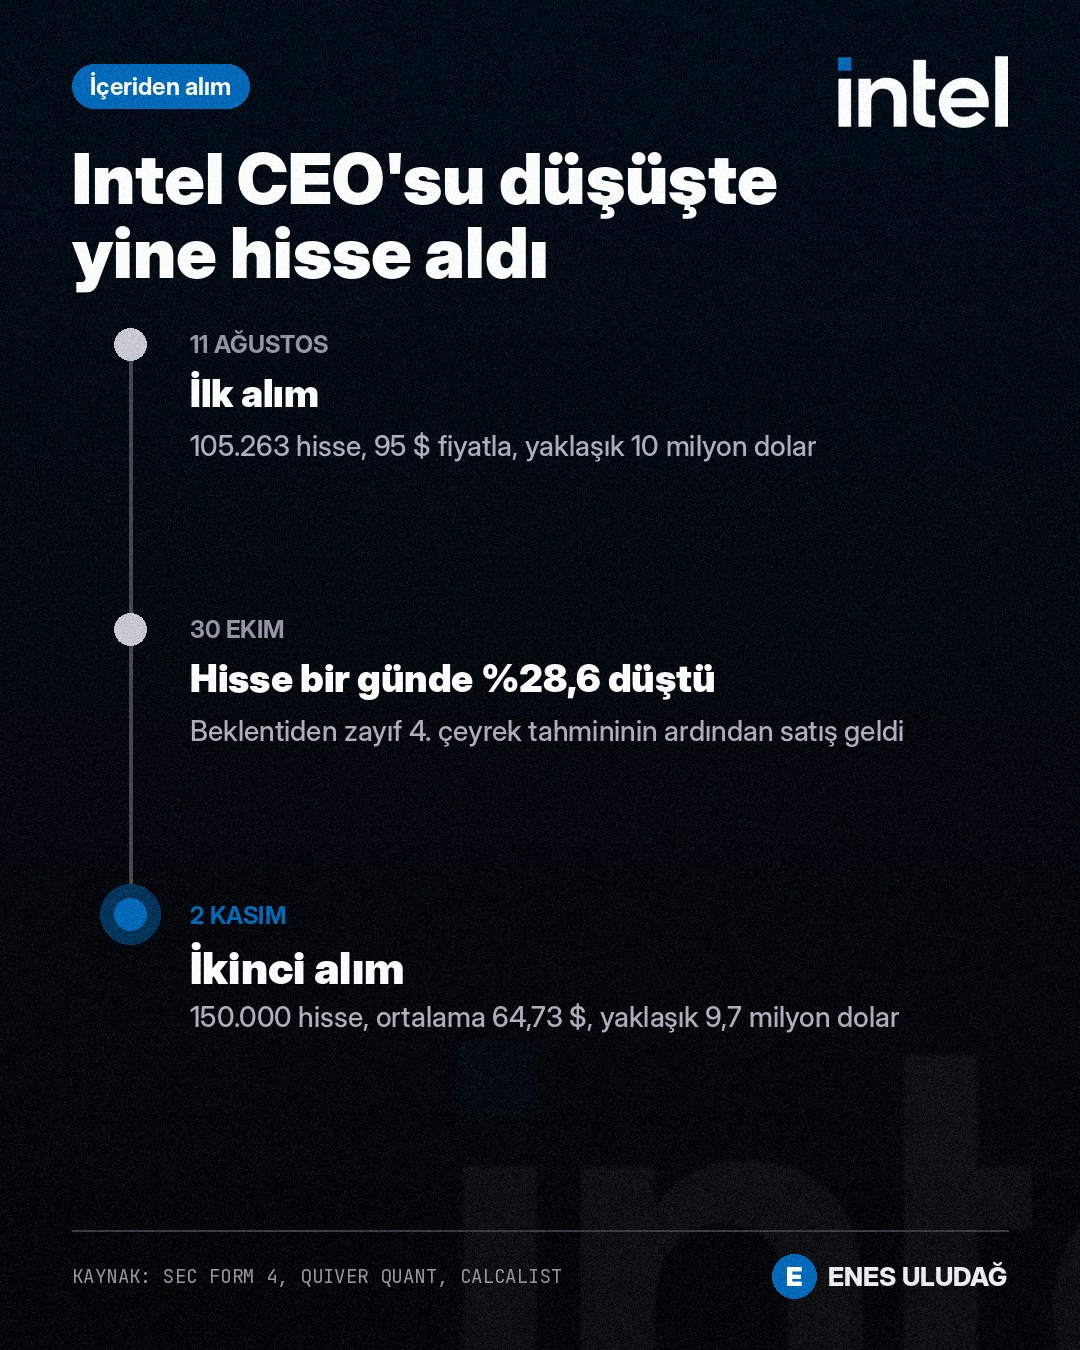 İçeriden alım
intel
Intel CEO'su düşüşte
yine hisse aldı
11 AĞUSTOS
İlk alım
105.263 hisse, 95 $ fiyatla, yaklaşık 10 milyon dolar
30 EKIM
Hisse bir günde %28,6 düştü
Beklentiden zayıf 4. çeyrek tahmininin ardından satış geldi
2 KASIM
İkinci alım
150.000 hisse, ortalama 64,73 $, yaklaşık 9,7 milyon dolar
KAYNAK: SEC FORM 4, QUIVER QUANT, CALCALIST
E ENES ULUDAĞ